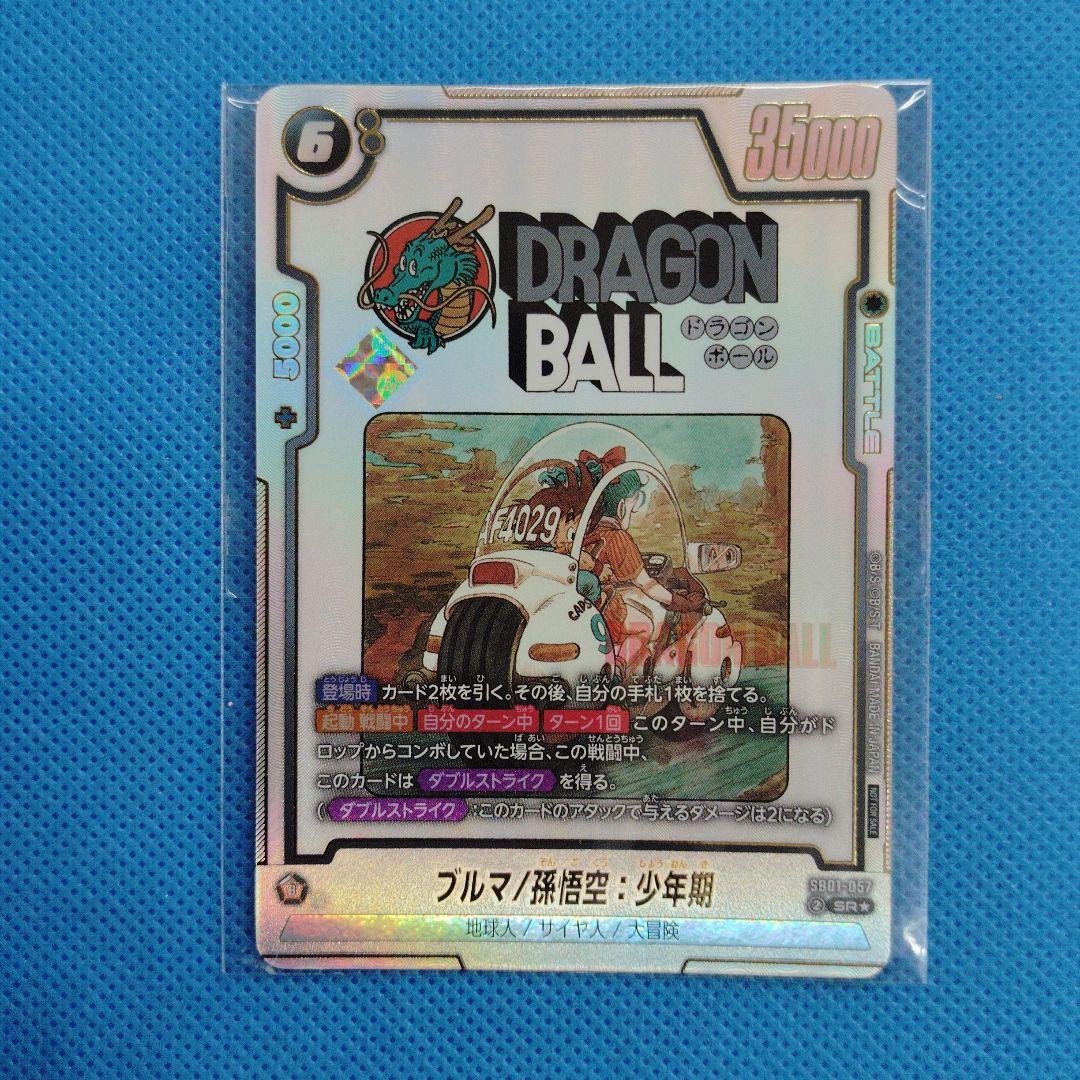 6
8
35000
DRAGON
BALL
ドラゴン
ボール
5000
BATTLE
AF4029
CAPS
9
DRAGON BALL
登場時 カード2枚を引く。その後、自分の手札1枚を捨てる。
起動 戦闘中 自分のターン中 ターン1回 このターン中、自分がド
ロップからコンボしていた場合、この戦闘中、
このカードは ダブルストライク を得る。
( ダブルストライク :このカードのアタックで与えるダメージは2になる)
©B・S ©B/S・T BANDAI MADE IN JAPAN
NOT FOR SALE
ブルマ/孫悟空:少年期
SB01-057
2 SR★
地球人 / サイヤ人 / 大冒険